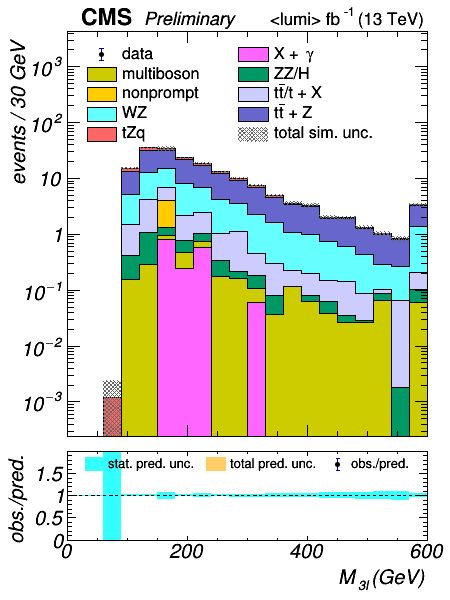 CMS Preliminary <lumi> fb⁻¹ (13 TeV)
events / 30 GeV
10³
10²
10
1
10⁻¹
10⁻²
10⁻³
data
multiboson
nonprompt
WZ
tZq
X + γ
ZZ/H
tt̄/t + X
tt̄ + Z
total sim. unc.
obs./pred.
1.5
1
0.5
0
stat. pred. unc. total pred. unc. obs./pred.
0 200 400 600
M₃ₗ (GeV)